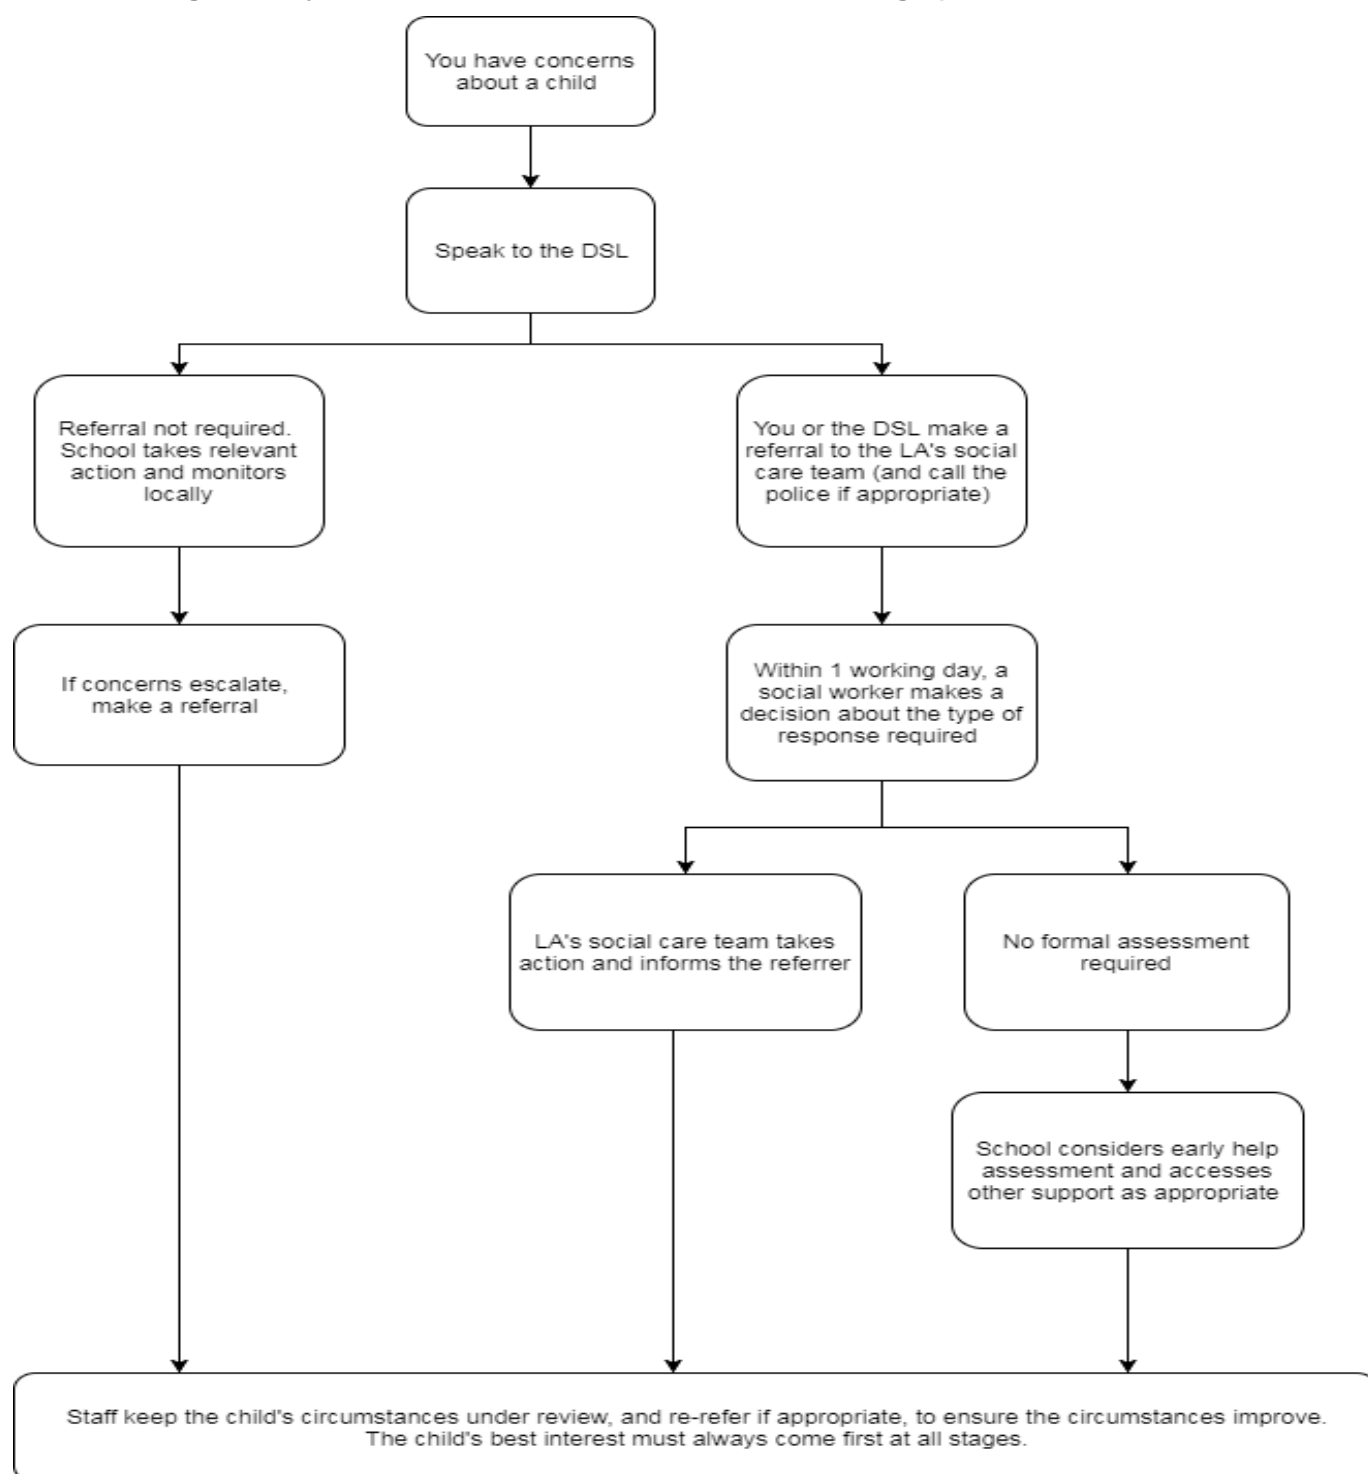 You have concerns
about a child
Speak to the DSL
Referral not required.
School takes relevant
action and monitors
locally
You or the DSL make a
referral to the LA's social
care team (and call the
police if appropriate)
If concerns escalate,
make a referral
Within 1 working day, a
social worker makes a
decision about the type of
response required
LA's social care team takes
action and informs the referrer
No formal assessment
required
School considers early help
assessment and accesses
other support as appropriate
Staff keep the child's circumstances under review, and re-refer if appropriate, to ensure the circumstances improve.
The child's best interest must always come first at all stages.